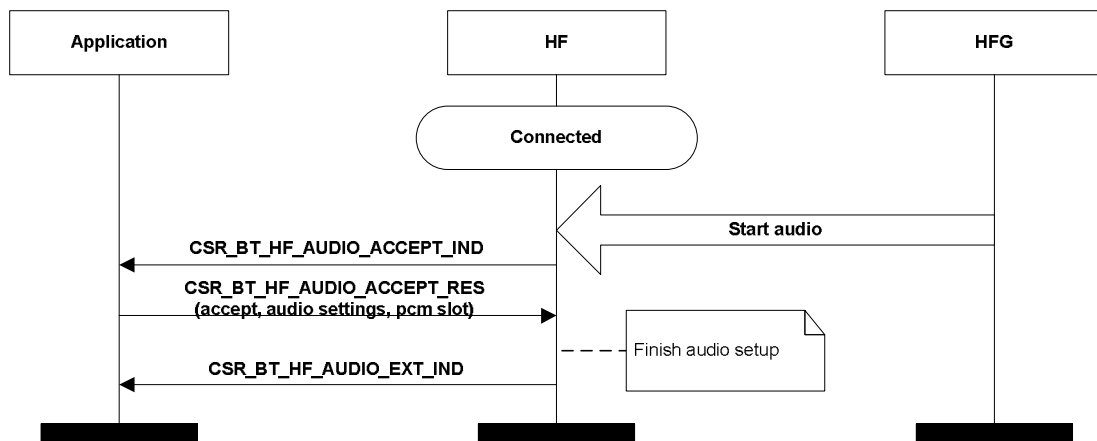 Application
HF
HFG
Connected
Start audio
CSR_BT_HF_AUDIO_ACCEPT_IND
CSR_BT_HF_AUDIO_ACCEPT_RES
(accept, audio settings, pcm slot)
Finish audio setup
CSR_BT_HF_AUDIO_EXT_IND